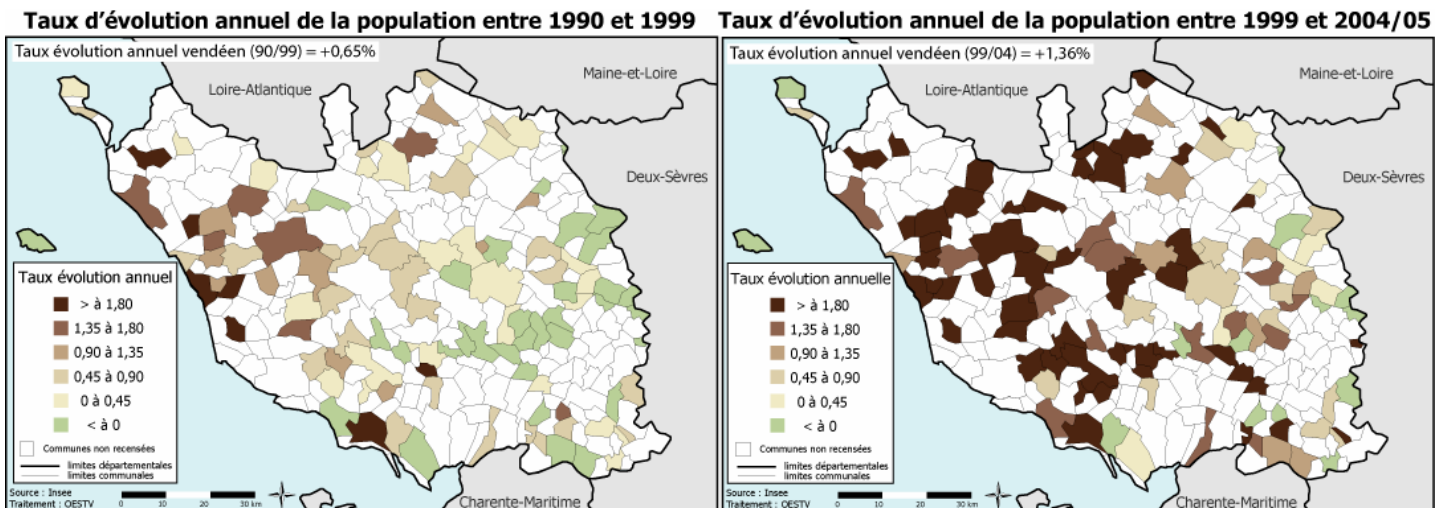 Taux d'évolution annuel de la population entre 1990 et 1999
Taux évolution annuel vendéen (90/99) = +0,65%
Maine-et-Loire
Loire-Atlantique
Deux-Sèvres
Taux évolution annuel
> à 1,80
1,35 à 1,80
0,90 à 1,35
0,45 à 0,90
0 à 0,45
< à 0
Communes non recensées
limites départementales
limites communales
Source : Insee
Traitement : OESTV
0 10 20 30 km
Charente-Maritime
Taux d'évolution annuel de la population entre 1999 et 2004/05
Taux évolution annuel vendéen (99/04) = +1,36%
Maine-et-Loire
Loire-Atlantique
Deux-Sèvres
Taux évolution annuelle
> à 1,80
1,35 à 1,80
0,90 à 1,35
0,45 à 0,90
0 à 0,45
< à 0
Communes non recensées
limites départementales
limites communales
Source : Insee
Traitement : OESTV
0 10 20 30 km
Charente-Maritime